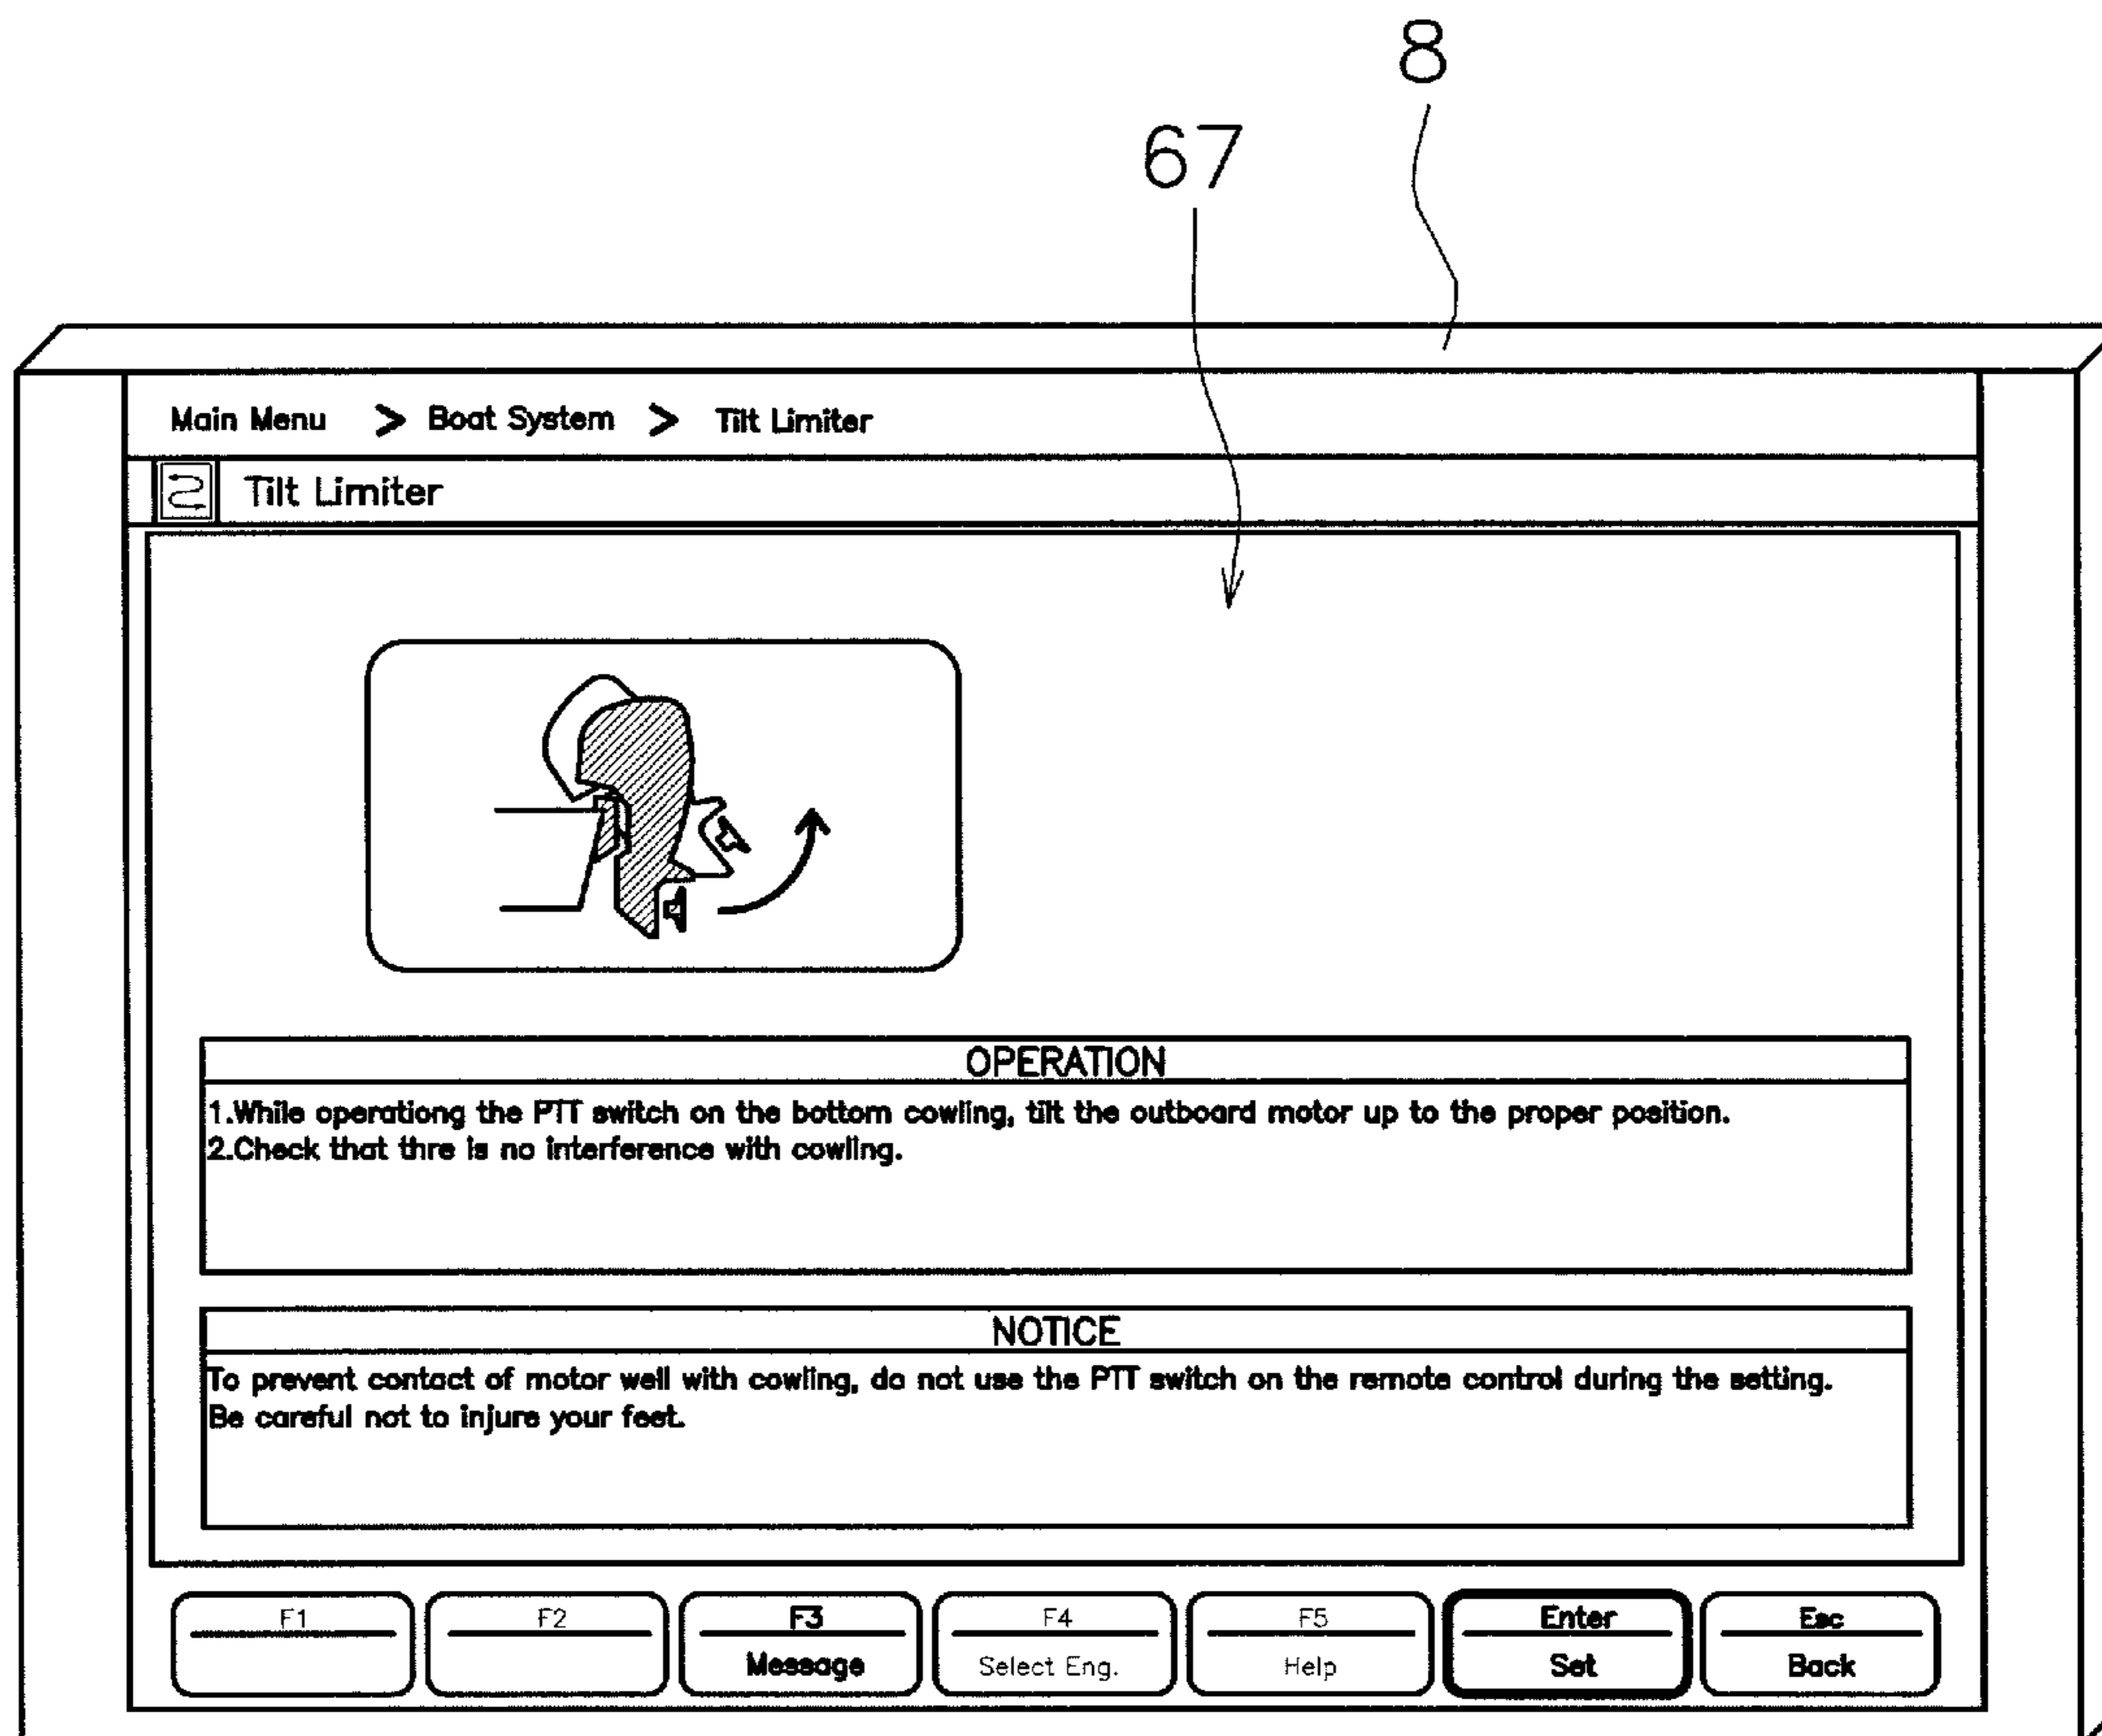 8
67
Main Menu > Boat System > Tilt Limiter
Tilt Limiter
OPERATION
1.While operationg the PTT switch on the bottom cowling, tilt the outboard motor up to the proper position.
2.Check that thre is no interference with cowling.
NOTICE
To prevent contact of motor well with cowling, do not use the PTT switch on the remote control during the setting.
Be careful not to injure your feet.
F1 F2 F3 F4 F5 Enter Esc
Message Select Eng. Help Set Back